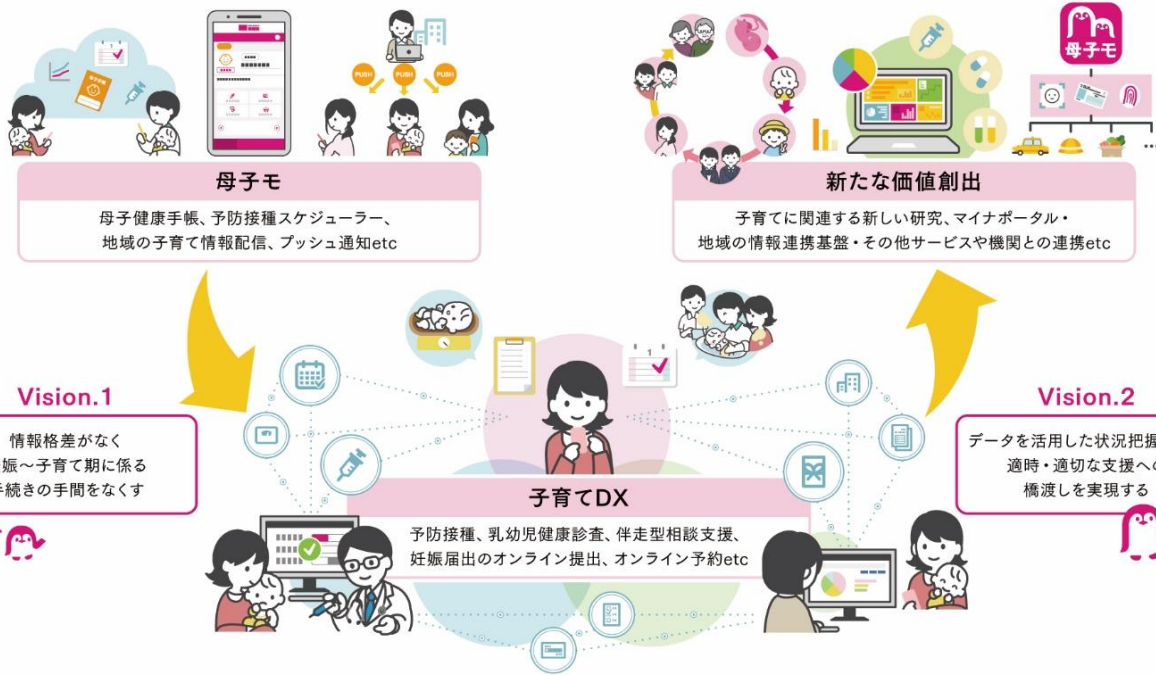 母子手帳
PUSH
PUSH
PUSH
母子モ
母子健康手帳、予防接種スケジューラー、
地域の子育て情報配信、プッシュ通知etc
母子モ
新たな価値創出
子育てに関連する新しい研究、マイナポータル・
地域の情報連携基盤・その他サービスや機関との連携etc
Vision.1
情報格差がなく
娠〜子育て期に係る
手続きの手間をなくす
1
子育てDX
予防接種、乳幼児健康診査、伴走型相談支援、
妊娠届出のオンライン提出、オンライン予約etc
Vision.2
データを活用した状況把握
適時・適切な支援への
橋渡しを実現する